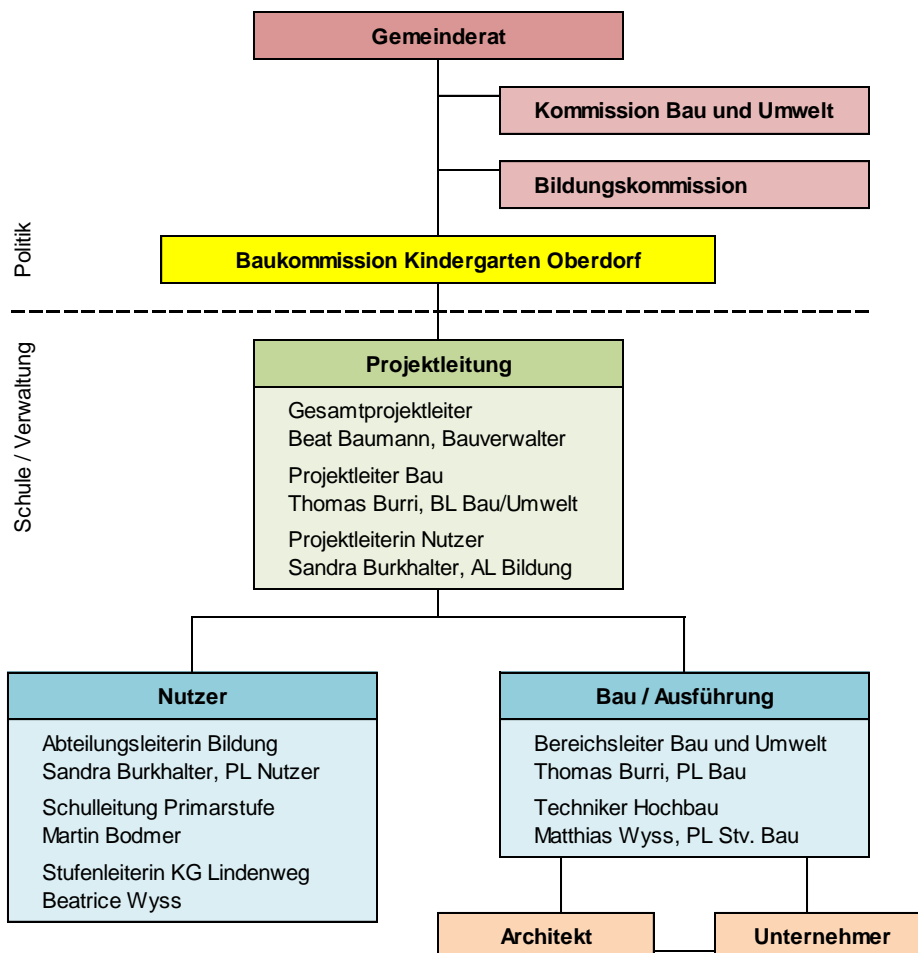 Gemeinderat
Kommission Bau und Umwelt
Bildungskommission
Politik
Baukommission Kindergarten Oberdorf
Schule / Verwaltung
Projektleitung
Gesamtprojektleiter
Beat Baumann, Bauverwalter
Projektleiter Bau
Thomas Burri, BL Bau/Umwelt
Projektleiterin Nutzer
Sandra Burkhalter, AL Bildung
Nutzer
Abteilungsleiterin Bildung
Sandra Burkhalter, PL Nutzer
Schulleitung Primarstufe
Martin Bodmer
Stufenleiterin KG Lindenweg
Beatrice Wyss
Bau / Ausführung
Bereichsleiter Bau und Umwelt
Thomas Burri, PL Bau
Techniker Hochbau
Matthias Wyss, PL Stv. Bau
Architekt
Unternehmer